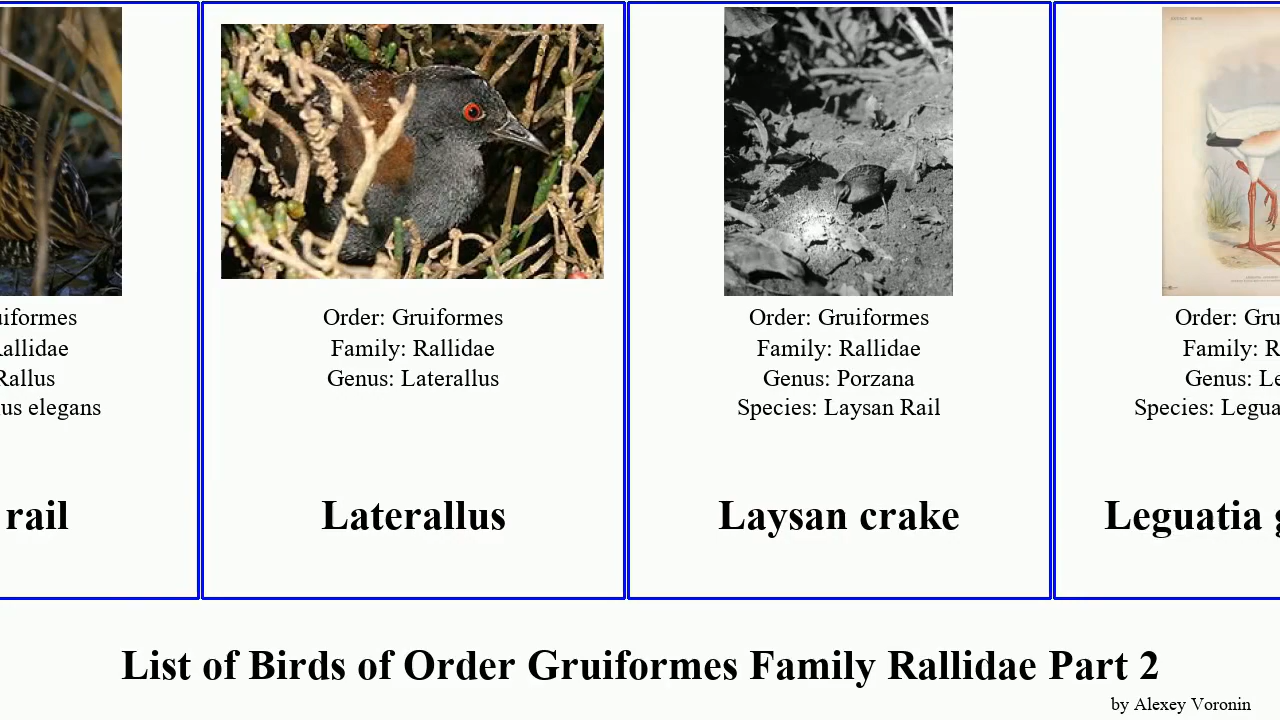 uiformes
Rallidae
Rallus
us elegans
rail
Order: Gruiformes
Family: Rallidae
Genus: Laterallus
Laterallus
Order: Gruiformes
Family: Rallidae
Genus: Porzana
Species: Laysan Rail
Laysan crake
Order: Gru
Family: R
Genus: Le
Species: Legua
Leguatia g
List of Birds of Order Gruiformes Family Rallidae Part 2
by Alexey Voronin